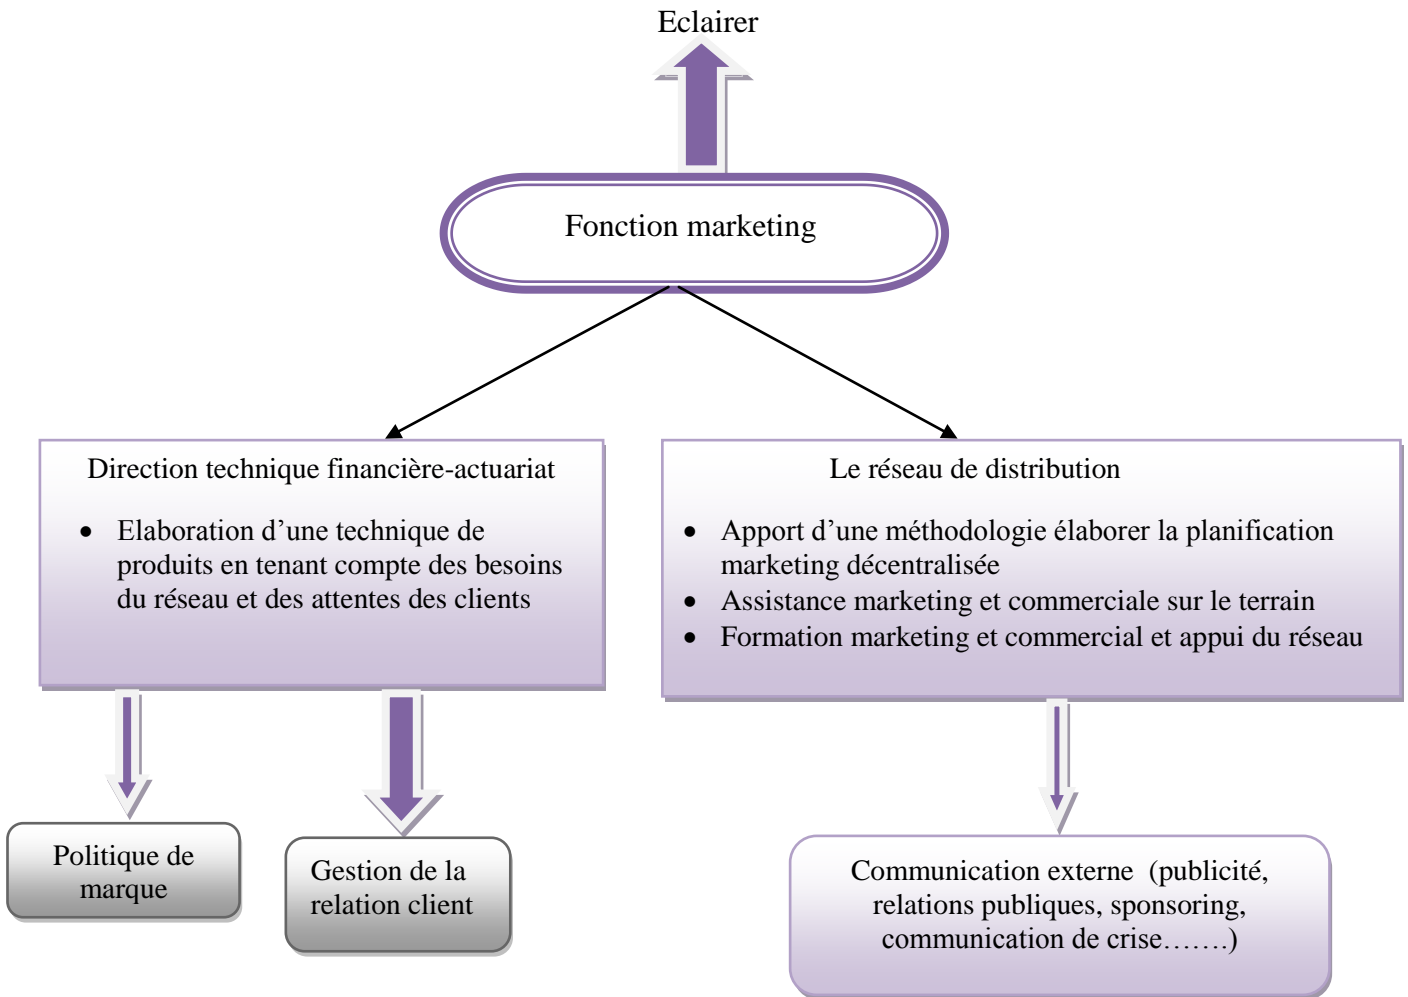 Eclairer
Fonction marketing
Direction technique financière-actuariat
• Elaboration d’une technique de
produits en tenant compte des besoins
du réseau et des attentes des clients
Le réseau de distribution
• Apport d’une méthodologie élaborer la planification
marketing décentralisée
• Assistance marketing et commerciale sur le terrain
• Formation marketing et commercial et appui du réseau
Politique de
marque
Gestion de la
relation client
Communication externe (publicité,
relations publiques, sponsoring,
communication de crise…….)